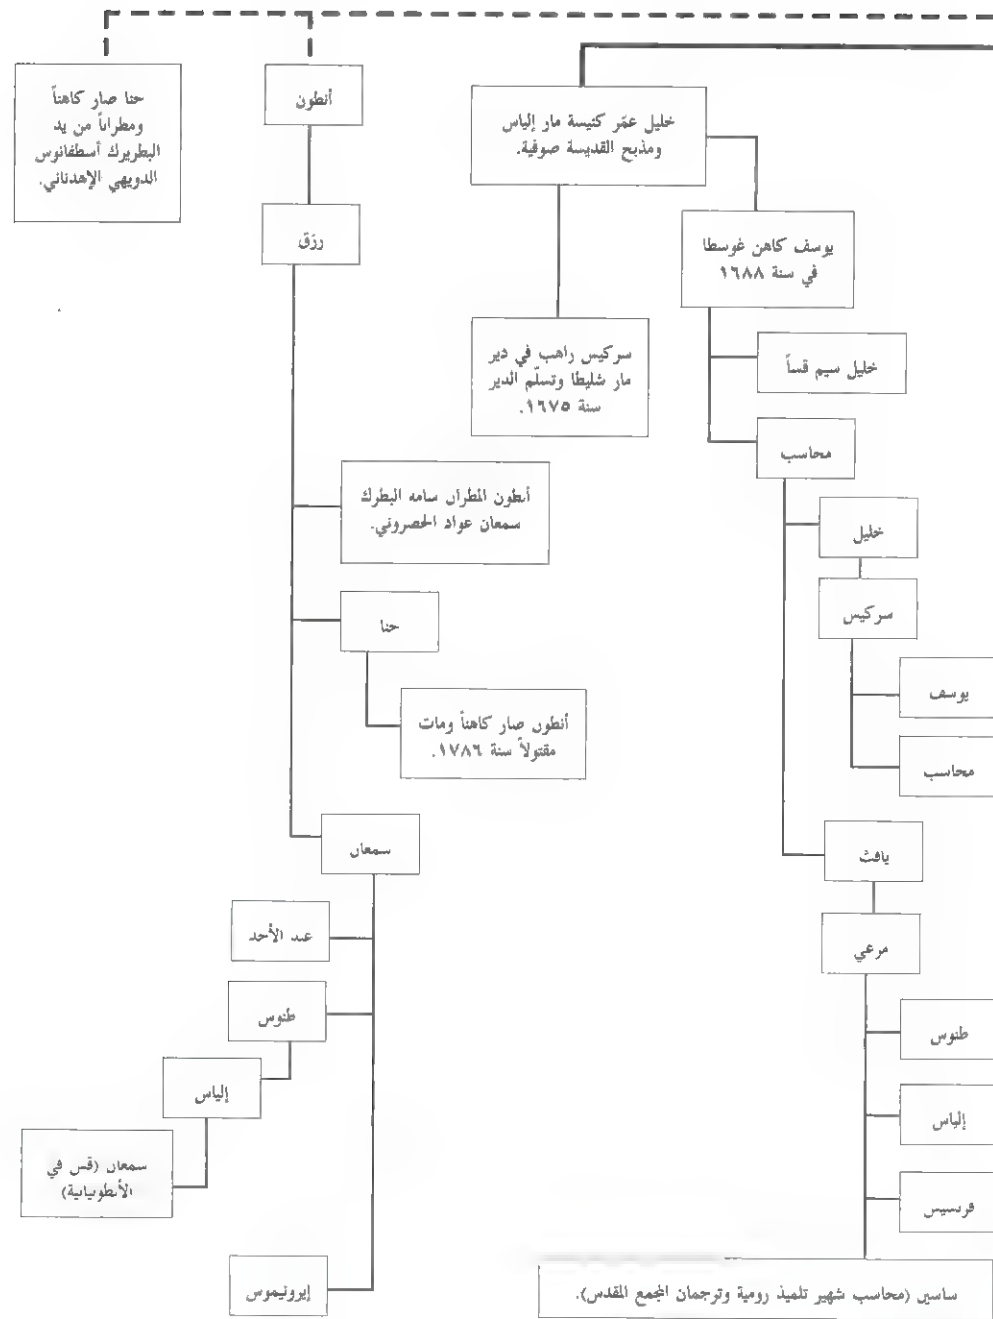 حنا صار كاهناً
ومطراناً من يد
البطريرك أسطفانوس
الدويهي الإهدناني.
أنطون
رزق
أنطون المطران سامه البطرك
سمعان عواد الحصروني.
حنا
أنطون صار كاهناً ومات
مقتولاً سنة ١٧٨٦.
سمعان
عبد الأحد
طنوس
إلياس
سمعان (قس في
الأنطونيانية)
إيرونيموس
خليل عمّر كنيسة مار إلياس
ومذبح القديسة صوفية.
سركيس راهب في دير
مار شليطا وتسلّم الدير
سنة ١٦٧٥.
يوسف كاهن غوسطا
في سنة ١٦٨٨
خليل سيم قساً
محاسب
خليل
سركيس
يوسف
محاسب
يافث
مرعي
طنوس
إلياس
فرنسيس
ساسين (محاسب شهير تلميذ رومية وترجمان المجمع المقدس).